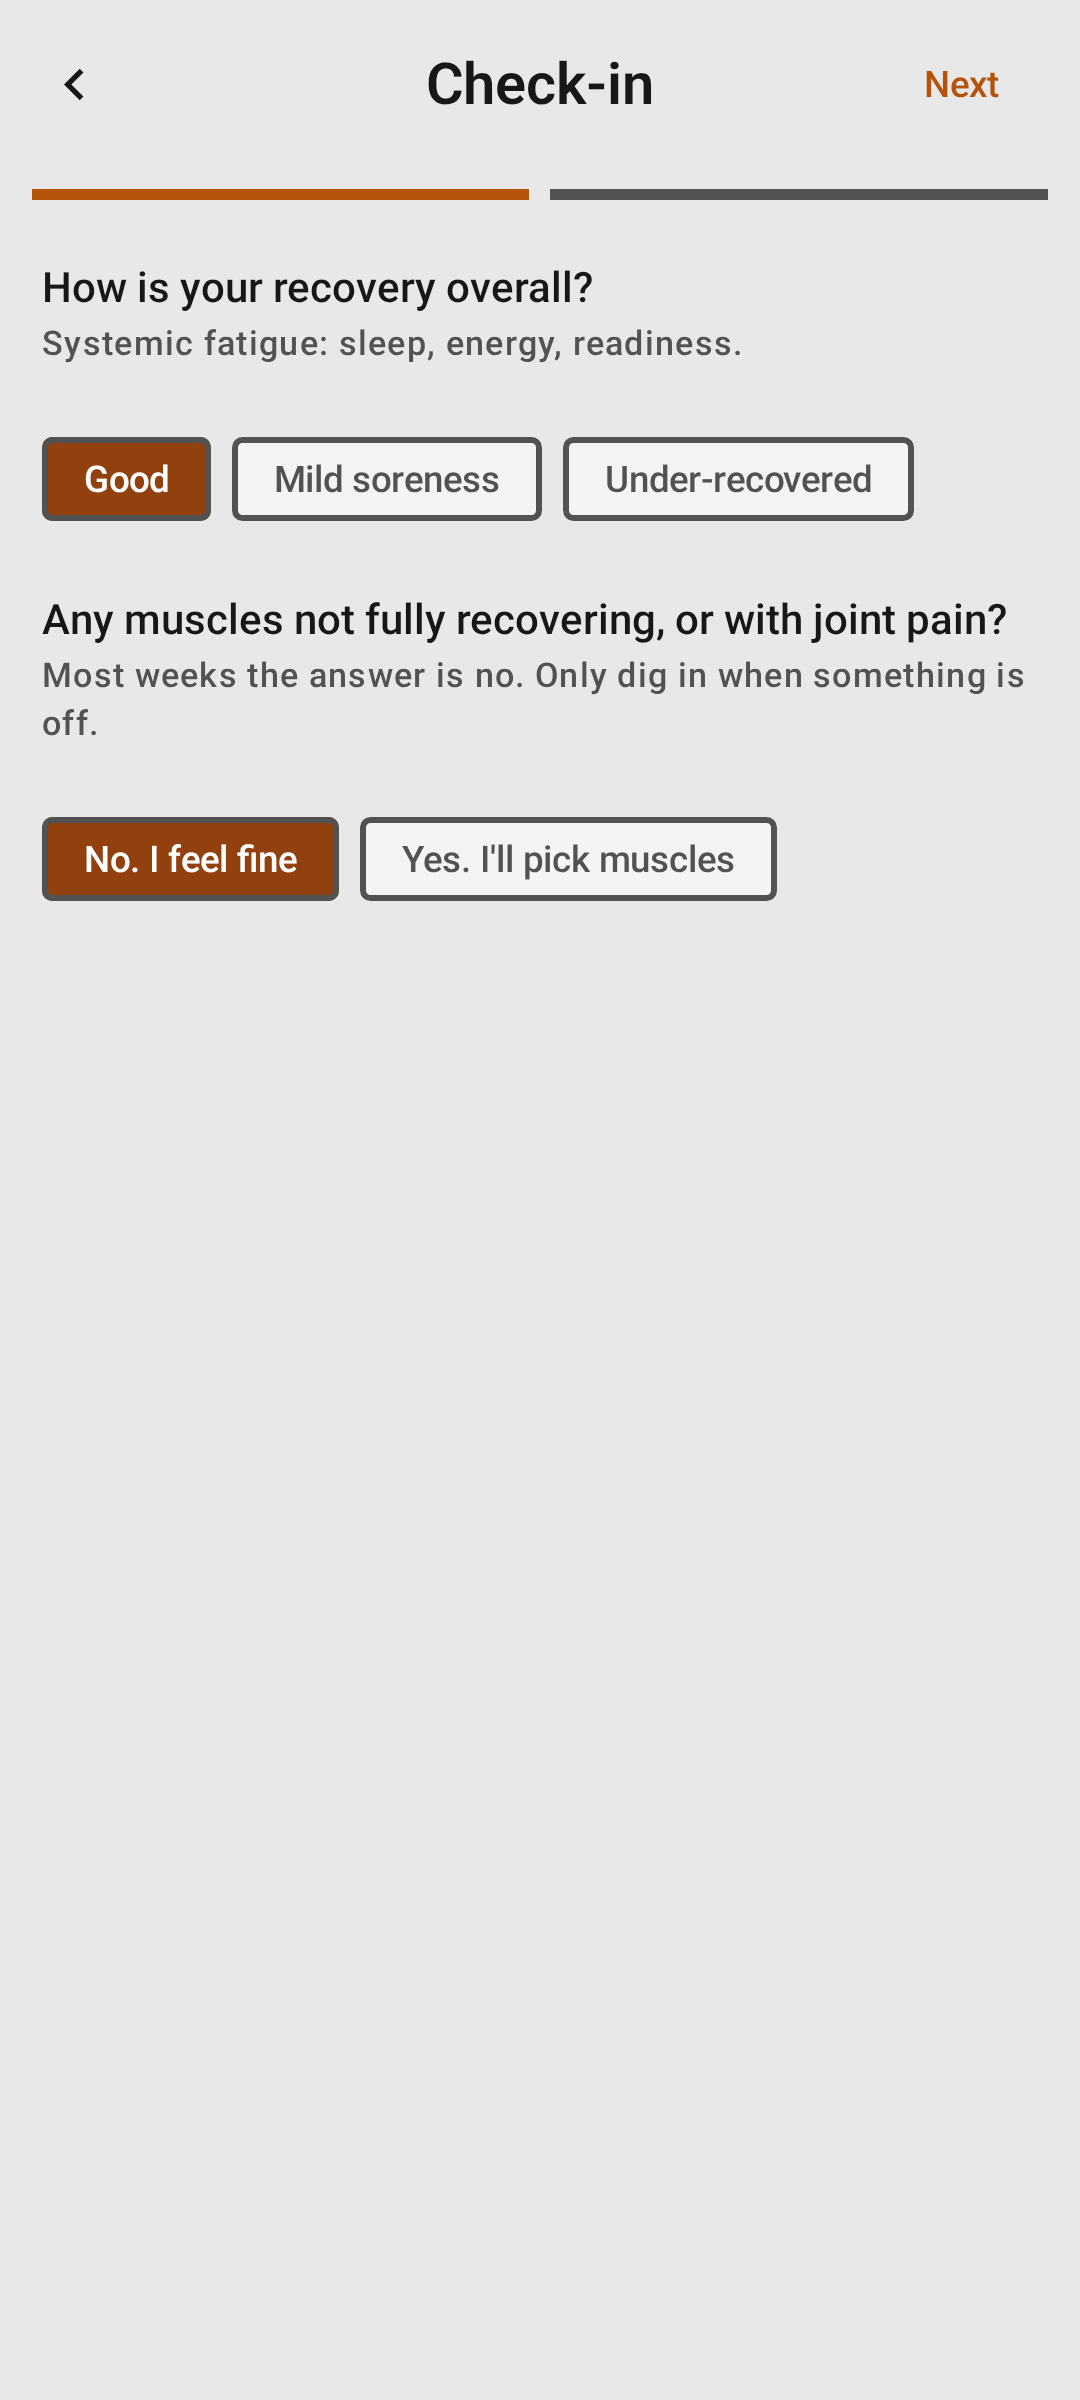 Check-in
Next
How is your recovery overall?
Systemic fatigue: sleep, energy, readiness.
Good
Mild soreness
Under-recovered
Any muscles not fully recovering, or with joint pain?
Most weeks the answer is no. Only dig in when something is
off.
No. I feel fine
Yes. I'll pick muscles